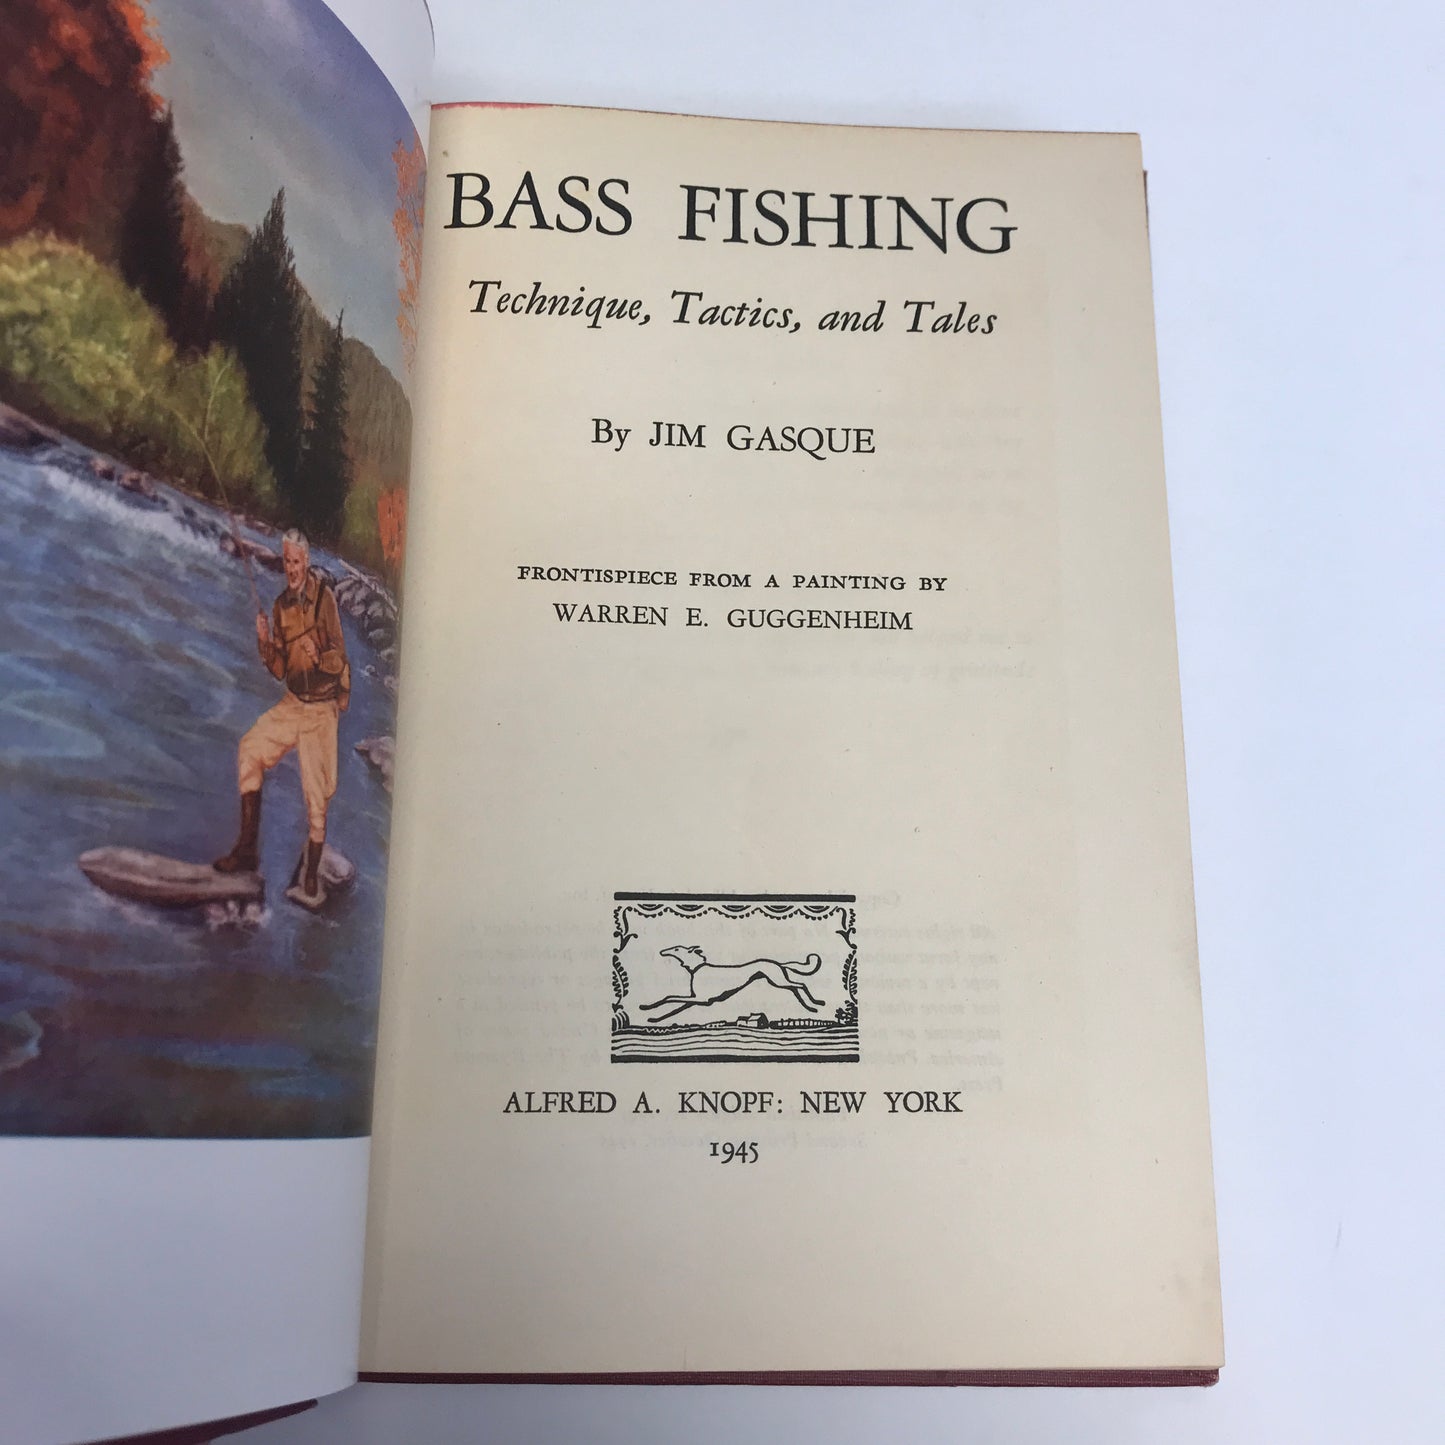 BASS FISHING
Technique, Tactics, and Tales
By JIM GASQUE
FRONTISPIECE FROM A PAINTING BY
WARREN E. GUGGENHEIM
ALFRED A. KNOPF: NEW YORK
1945